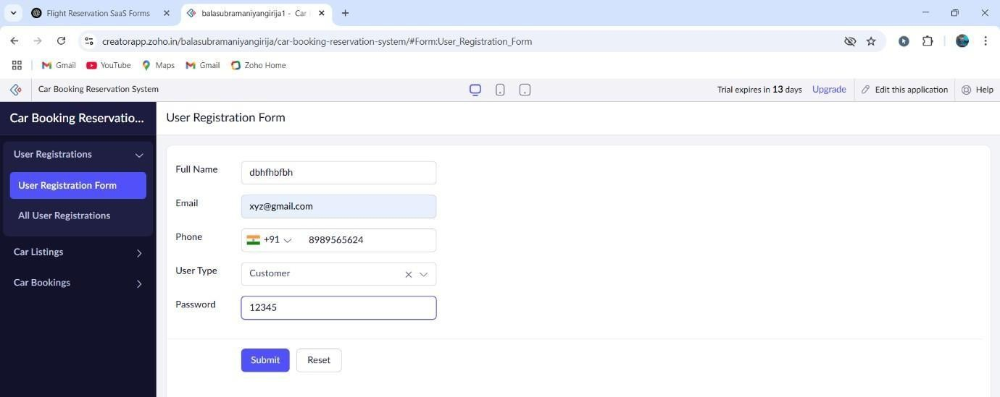 Flight Reservation SaaS Forms
balasubramaniyangirija1 - Car
creatorapp.zoho.in/balasubramaniyangirija/car-booking-reservation-system/#Form:User_Registration_Form
Gmail YouTube Maps Gmail Zoho Home
Car Booking Reservation System Trial expires in 13 days Upgrade Edit this application Help
Car Booking Reservatio...
User Registration Form
User Registrations
User Registration Form
All User Registrations
Car Listings
Car Bookings
Full Name dbhfhbfbh
Email xyz@gmail.com
Phone +91 8989565624
User Type Customer
Password 12345
Submit Reset